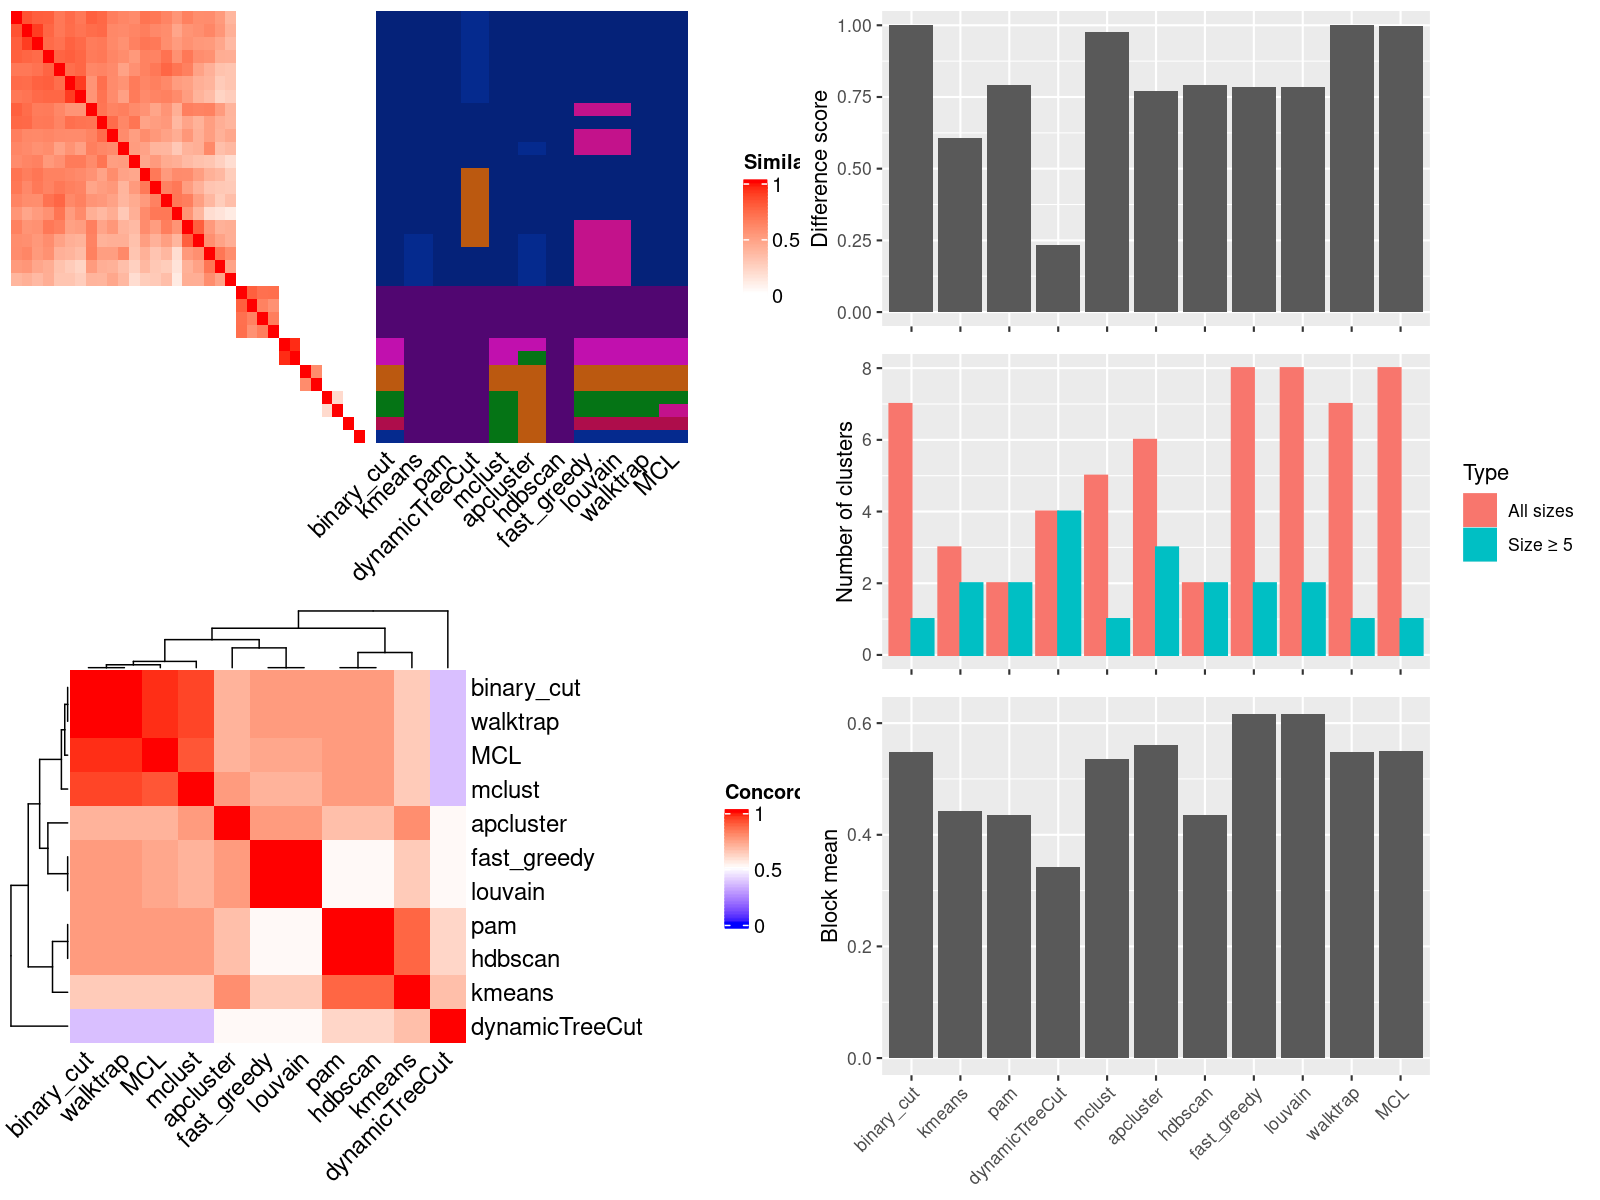 Simila
1
0.5
0
binary_cut
kmeans
pam
dynamicTreeCut
mclust
apcluster
hdbscan
fast_greedy
louvain
walktrap
MCL
Difference score
1.00
0.75
0.50
0.25
0.00
Number of clusters
8
6
4
2
0
Type
All sizes
Size ≥ 5
binary_cut
walktrap
MCL
mclust
apcluster
fast_greedy
louvain
pam
hdbscan
kmeans
dynamicTreeCut
Concord
1
0.5
0
binary_cut
walktrap
MCL
mclust
apcluster
fast_greedy
louvain
pam
hdbscan
kmeans
dynamicTreeCut
Block mean
0.6
0.4
0.2
0.0
binary_cut
kmeans
pam
dynamicTreeCut
mclust
apcluster
hdbscan
fast_greedy
louvain
walktrap
MCL